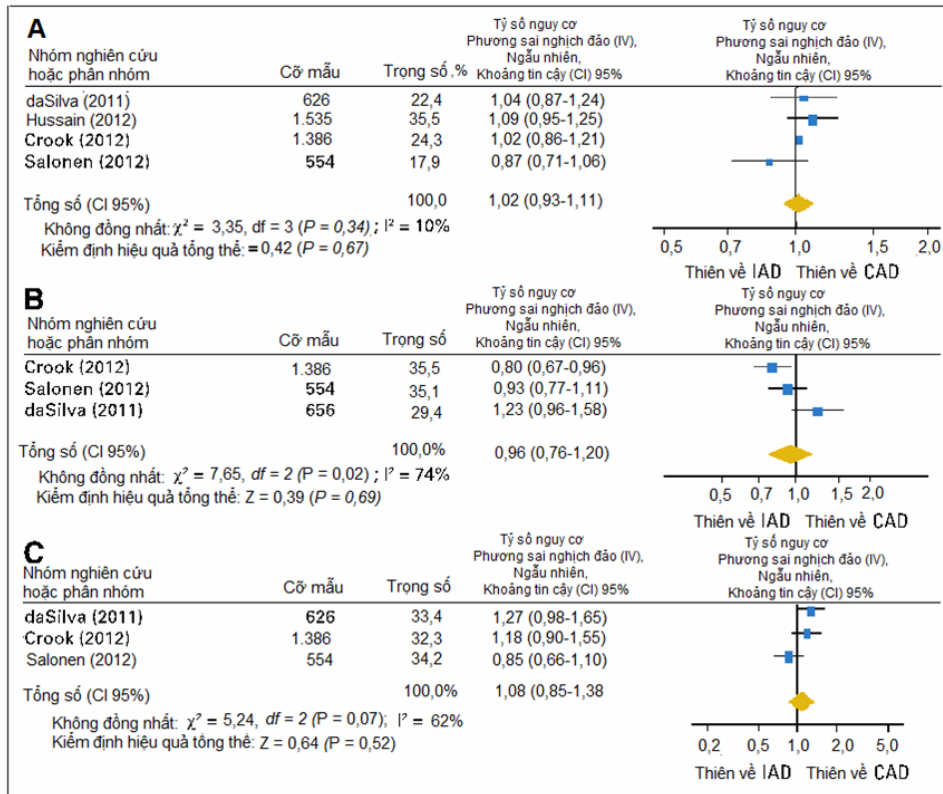 A
Nhóm nghiên cứu
hoặc phân nhóm
Cỡ mẫu
Trọng số ,%
Tỷ số nguy cơ
Phương sai nghịch đảo (IV),
Ngẫu nhiên,
Khoảng tin cậy (CI) 95%
Tỷ số nguy cơ
Phương sai nghịch đảo (IV),
Ngẫu nhiên,
Khoảng tin cậy (CI) 95%
daSilva (2011) 626 22,4 1,04 (0,87-1,24)
Hussain (2012) 1.535 35,5 1,09 (0,95-1,25)
Crook (2012) 1.386 24,3 1,02 (0,86-1,21)
Salonen (2012) 554 17,9 0,87 (0,71-1,06)
Tổng số (CI 95%) 100,0 1,02 (0,93-1,11)
Không đồng nhất: χ² = 3,35, df = 3 (P = 0,34) ; I² = 10%
Kiểm định hiệu quả tổng thể: = 0,42 (P = 0,67)
0,5 0,7 1,0 1,5 2,0
Thiên về IAD Thiên về CAD
B
Nhóm nghiên cứu
hoặc phân nhóm
Cỡ mẫu
Trọng số
Tỷ số nguy cơ
Phương sai nghịch đảo (IV),
Ngẫu nhiên,
Khoảng tin cậy (CI) 95%
Tỷ số nguy cơ
Phương sai nghịch đảo (IV),
Ngẫu nhiên,
Khoảng tin cậy (CI) 95%
Crook (2012) 1.386 35,5 0,80 (0,67-0,96)
Salonen (2012) 554 35,1 0,93 (0,77-1,11)
daSilva (2011) 656 29,4 1,23 (0,96-1,58)
Tổng số (CI 95%) 100,0% 0,96 (0,76-1,20)
Không đồng nhất: χ² = 7,65, df = 2 (P = 0,02) ; I² = 74%
Kiểm định hiệu quả tổng thể: Z = 0,39 (P = 0,69)
0,5 0,7 1,0 1,5 2,0
Thiên về IAD Thiên về CAD
C
Nhóm nghiên cứu
hoặc phân nhóm
Cỡ mẫu
Trọng số
Tỷ số nguy cơ
Phương sai nghịch đảo (IV),
Ngẫu nhiên,
Khoảng tin cậy (CI) 95%
Tỷ số nguy cơ
Phương sai nghịch đảo (IV),
Ngẫu nhiên,
Khoảng tin cậy (CI) 95%
daSilva (2011) 626 33,4 1,27 (0,98-1,65)
Crook (2012) 1.386 32,3 1,18 (0,90-1,55)
Salonen (2012) 554 34,2 0,85 (0,66-1,10)
Tổng số (CI 95%) 100,0% 1,08 (0,85-1,38
Không đồng nhất: χ² = 5,24, df = 2 (P = 0,07); I² = 62%
Kiểm định hiệu quả tổng thể: Z = 0,64 (P = 0,52)
0,2 0,5 1,0 2,0 5,0
Thiên về IAD Thiên về CAD